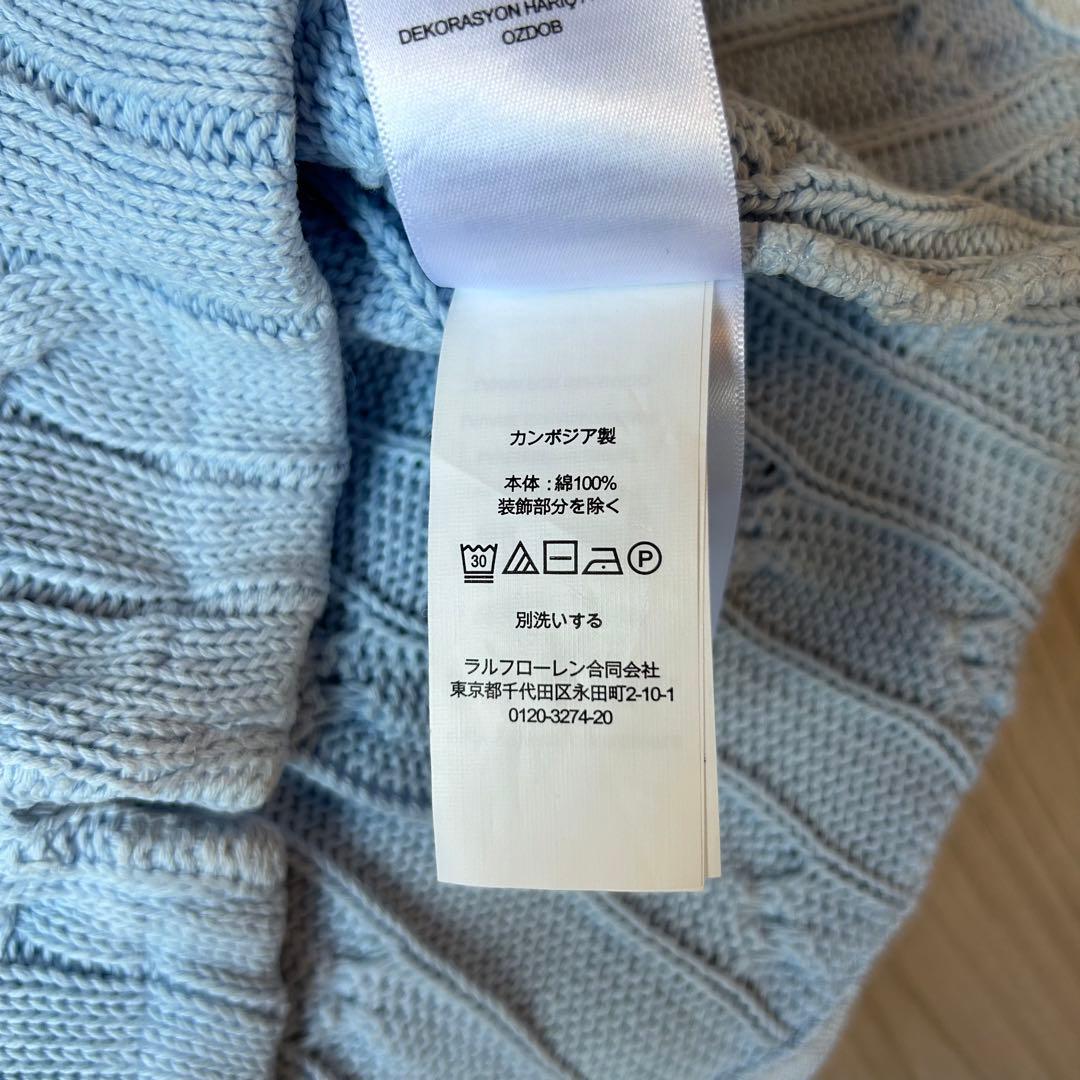 DEKORASYON HARIÇ
OZDOB
カンボジア製
本体 : 綿100%
装飾部分を除く
30 P
別洗いする
ラルフローレン合同会社
東京都千代田区永田町2-10-1
0120-3274-20